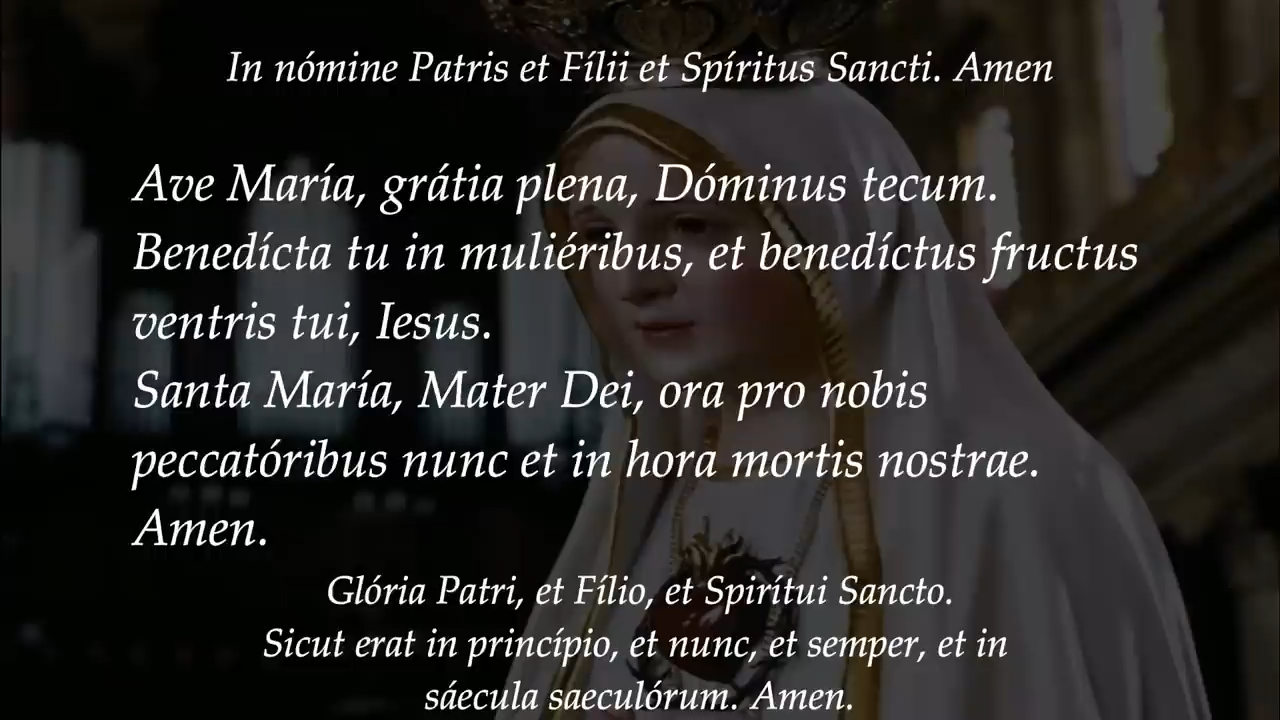 In nómine Patris et Fílii et Spíritus Sancti. Amen
Ave María, grátia plena, Dóminus tecum.
Benedícta tu in muliéribus, et benedíctus fructus
ventris tui, Iesus.
Santa María, Mater Dei, ora pro nobis
peccatóribus nunc et in hora mortis nostrae.
Amen.
Glória Patri, et Fílio, et Spirítui Sancto.
Sicut erat in princípio, et nunc, et semper, et in
sáecula saeculórum. Amen.